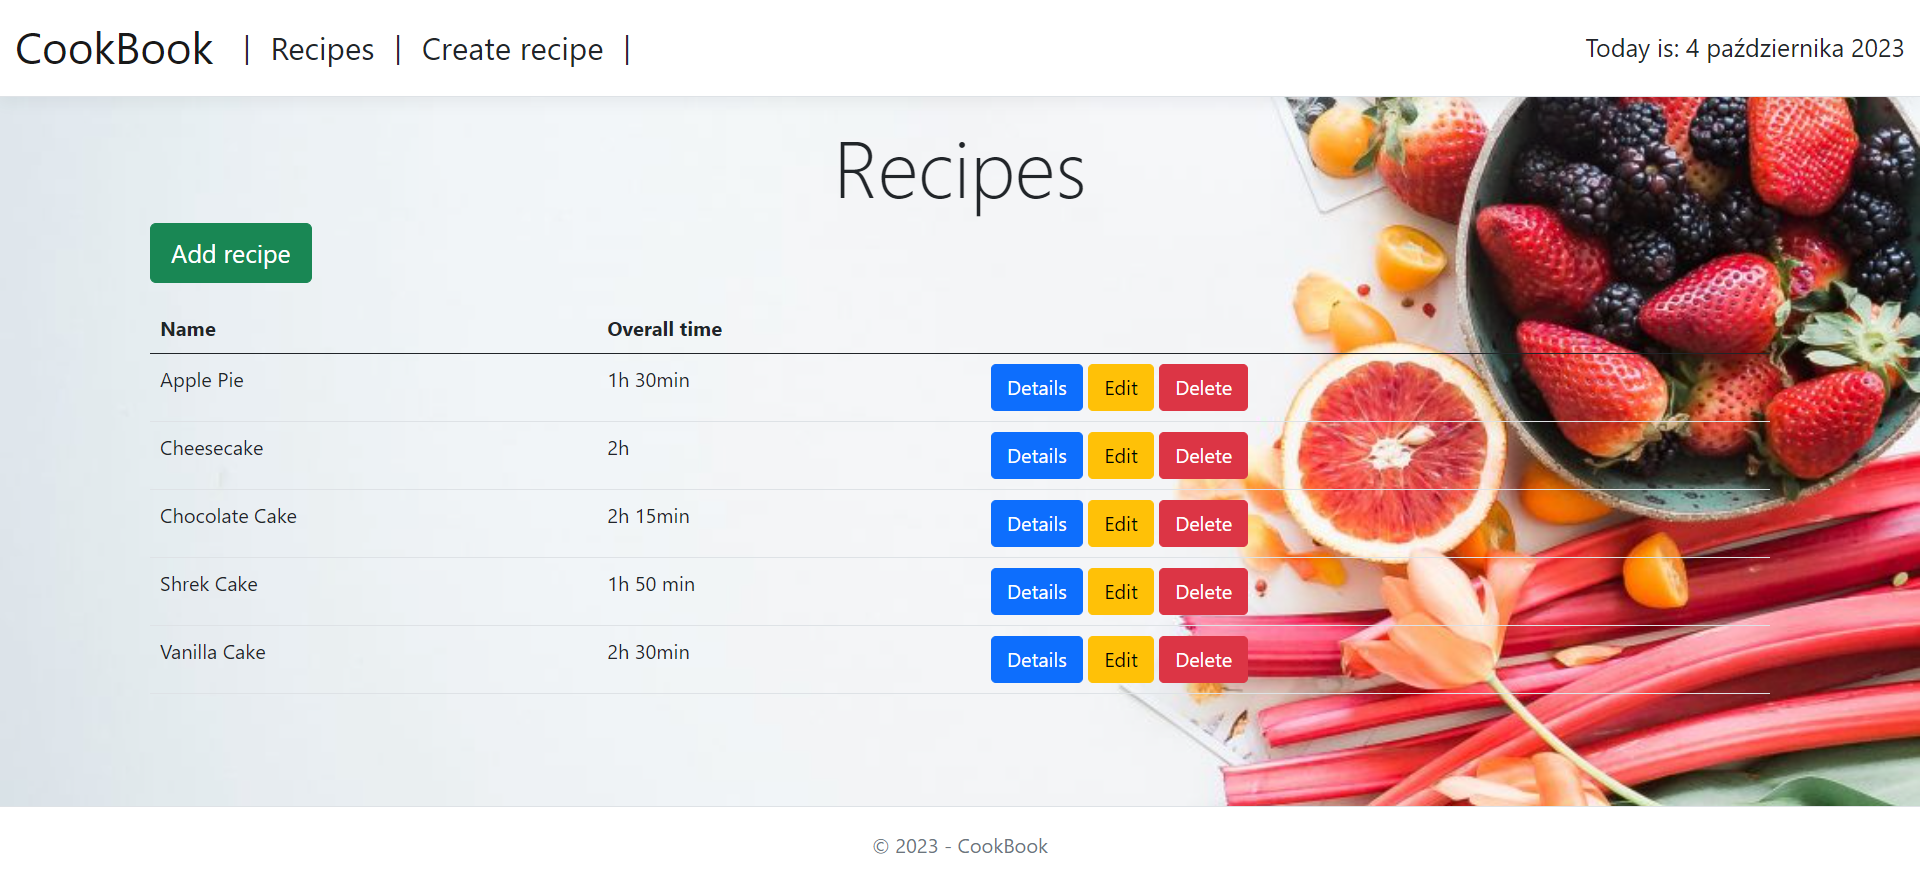 CookBook | Recipes | Create recipe | Today is: 4 października 2023
Recipes
Add recipe
Name Overall time
Apple Pie 1h 30min Details Edit Delete
Cheesecake 2h Details Edit Delete
Chocolate Cake 2h 15min Details Edit Delete
Shrek Cake 1h 50 min Details Edit Delete
Vanilla Cake 2h 30min Details Edit Delete
© 2023 - CookBook